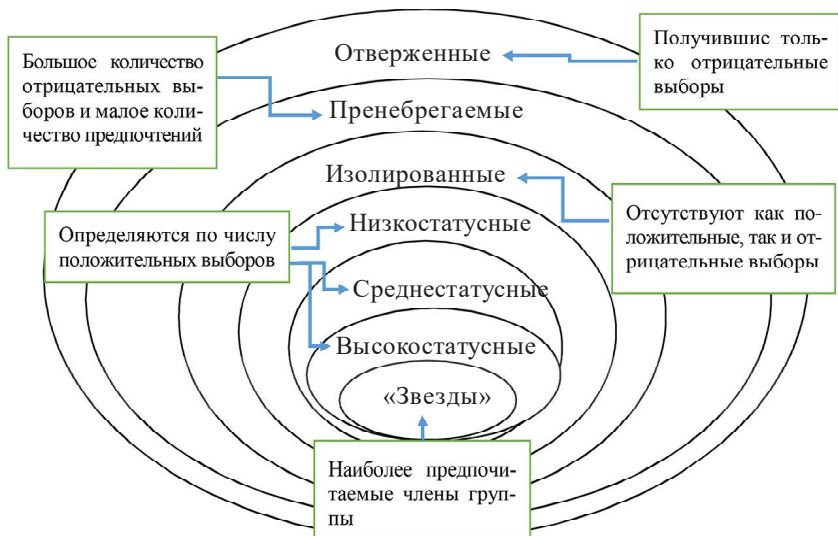 Большое количество
отрицательных вы-
боров и малое коли-
чество предпочтений
Отверженные
Получившис толь-
ко отрицательные
выборы
Пренебрегаемые
Изолированные
Отсутствуют как по-
ложительные, так и от-
рицательные выборы
Определяются по числу
положительных выборов
Низкостатусные
Среднестатусные
Высокостатусные
«Звезды»
Наиболее предпочи-
таемые члены груп-
пы